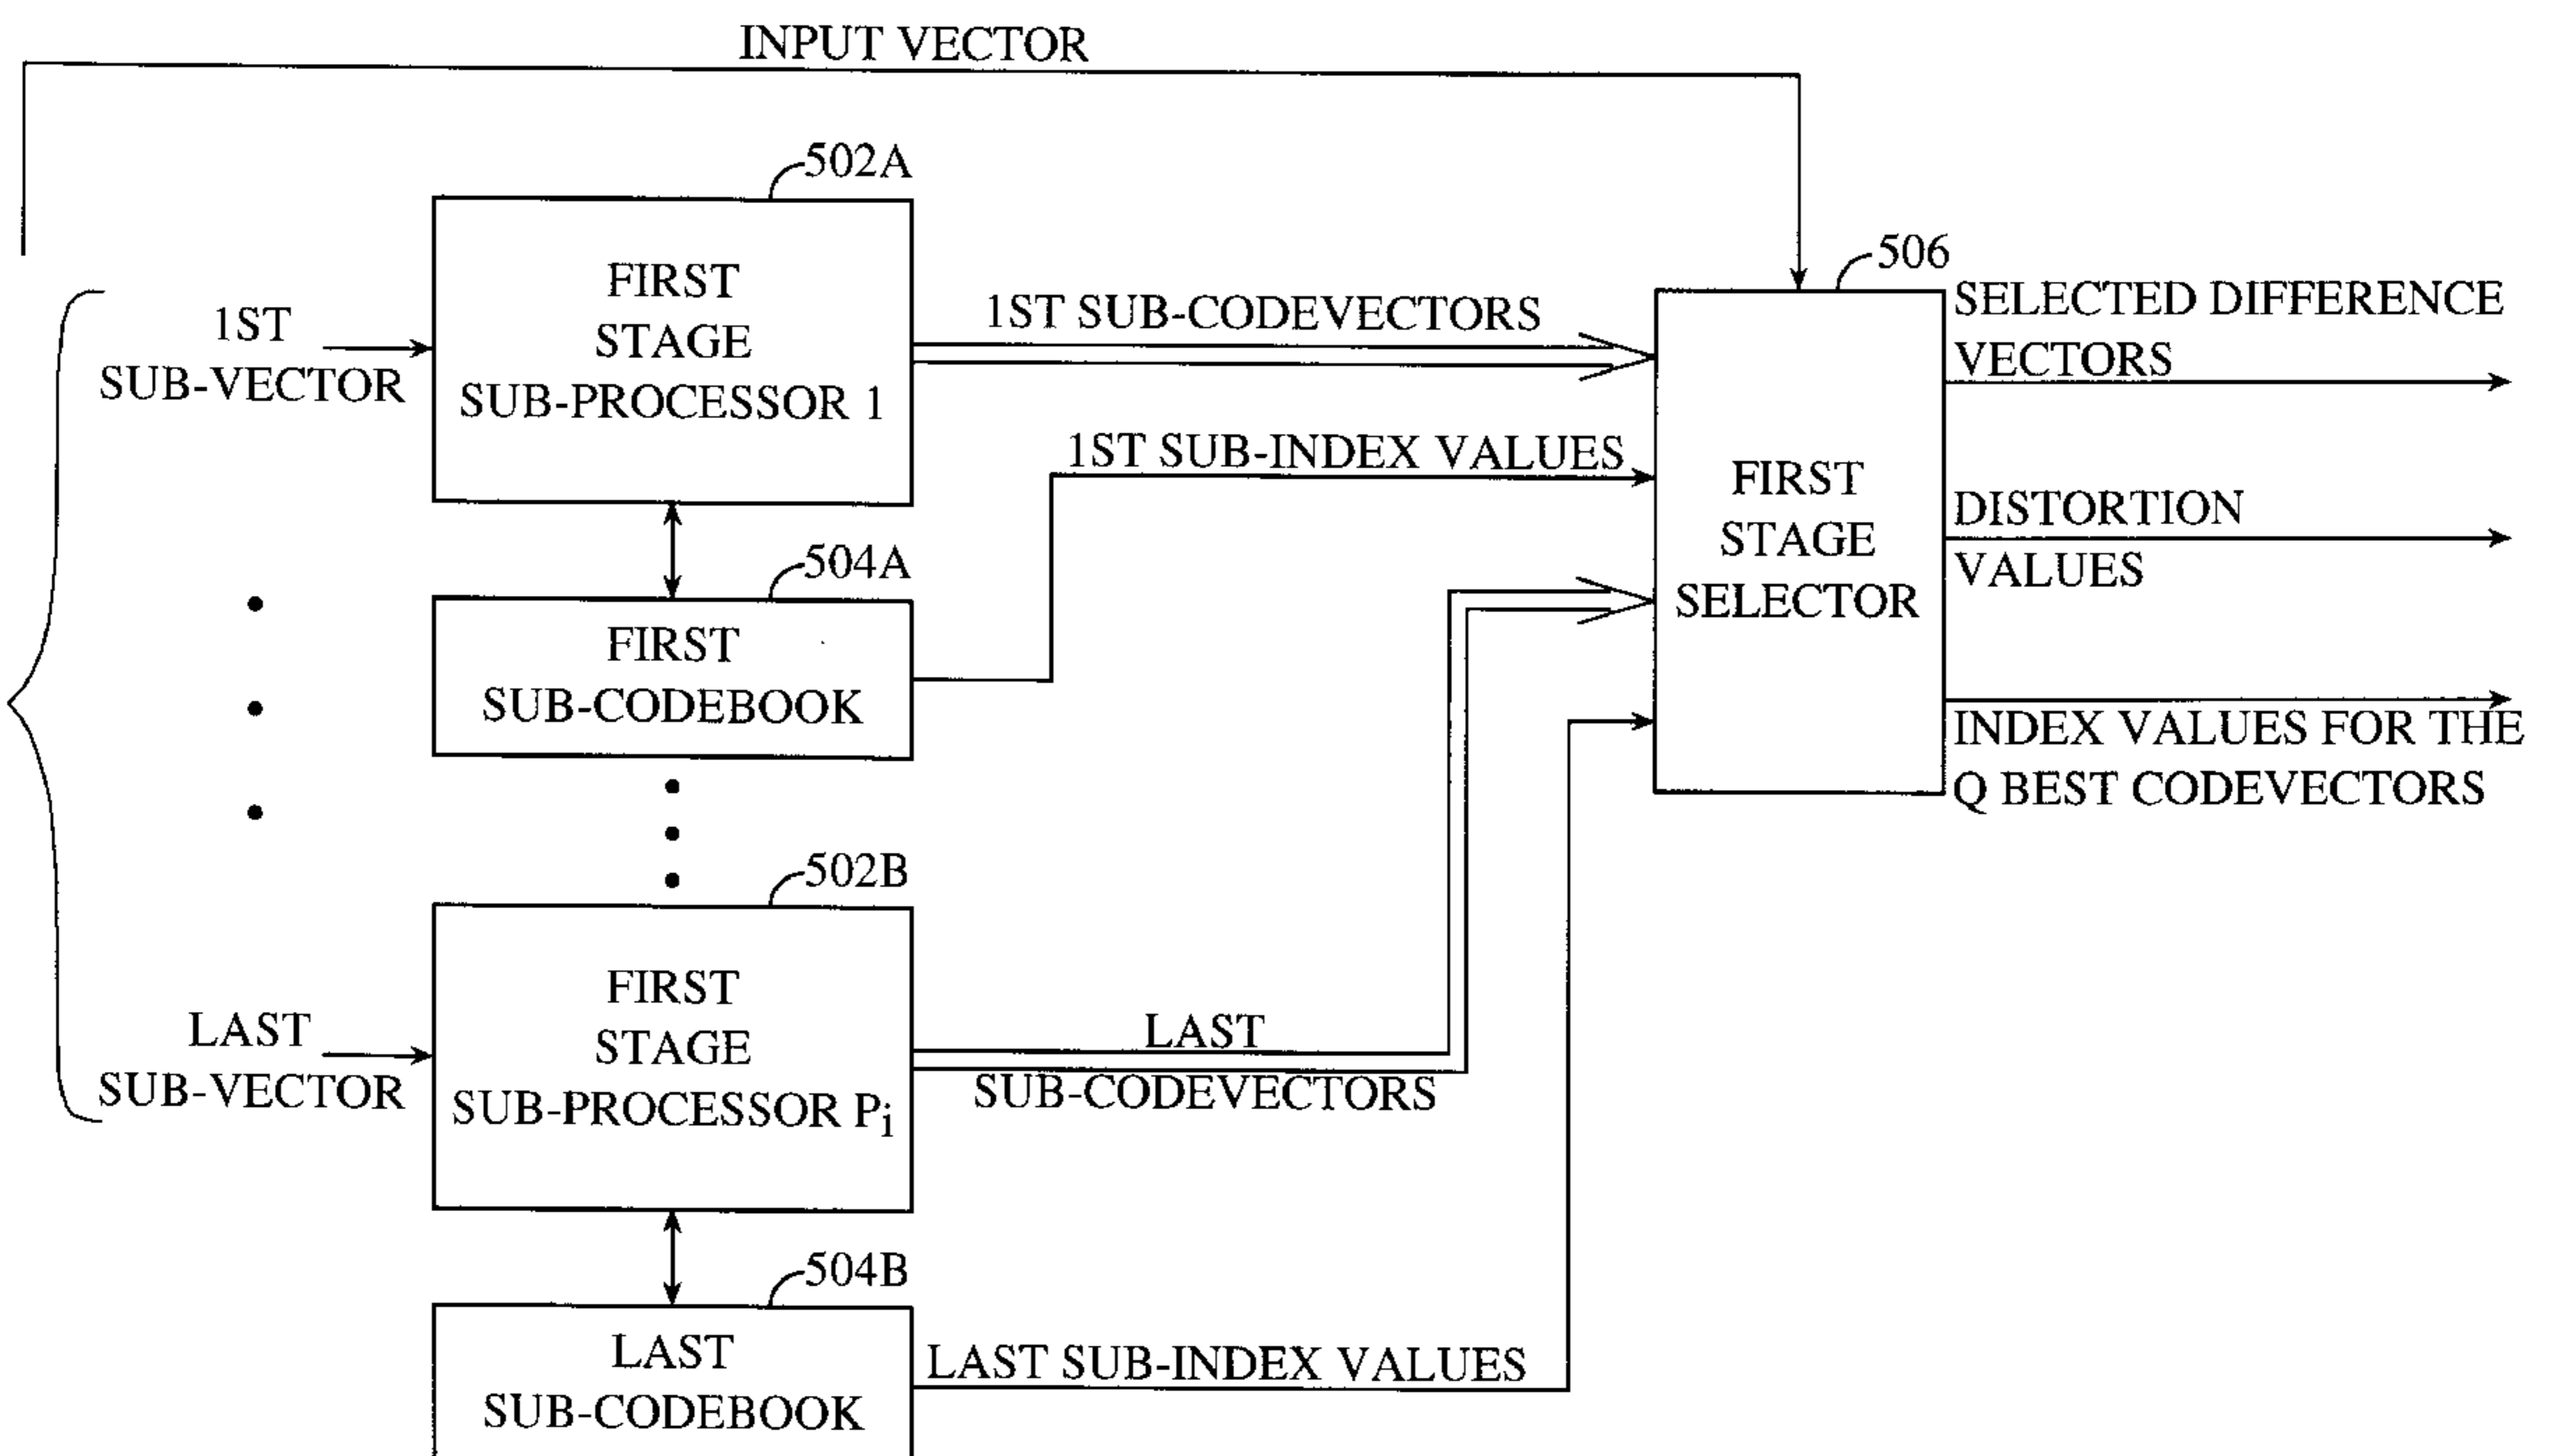 INPUT VECTOR
502A
FIRST
STAGE
SUB-PROCESSOR 1
1ST
SUB-VECTOR
1ST SUB-CODEVECTORS
506
SELECTED DIFFERENCE
VECTORS
1ST SUB-INDEX VALUES
FIRST
STAGE
SELECTOR
DISTORTION
VALUES
504A
FIRST
SUB-CODEBOOK
INDEX VALUES FOR THE
Q BEST CODEVECTORS
502B
FIRST
STAGE
SUB-PROCESSOR Pi
LAST
SUB-VECTOR
LAST
SUB-CODEVECTORS
504B
LAST
SUB-CODEBOOK
LAST SUB-INDEX VALUES